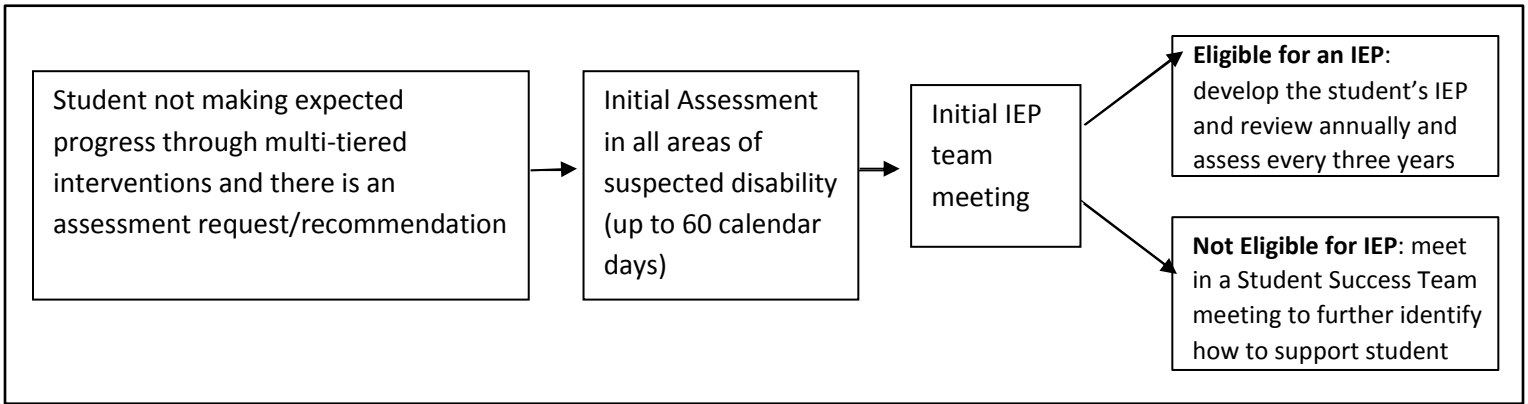 Student not making expected
progress through multi-tiered
interventions and there is an
assessment request/recommendation
Initial Assessment
in all areas of
suspected disability
(up to 60 calendar
days)
Initial IEP
team
meeting
Eligible for an IEP:
develop the student’s IEP
and review annually and
assess every three years
Not Eligible for IEP: meet
in a Student Success Team
meeting to further identify
how to support student